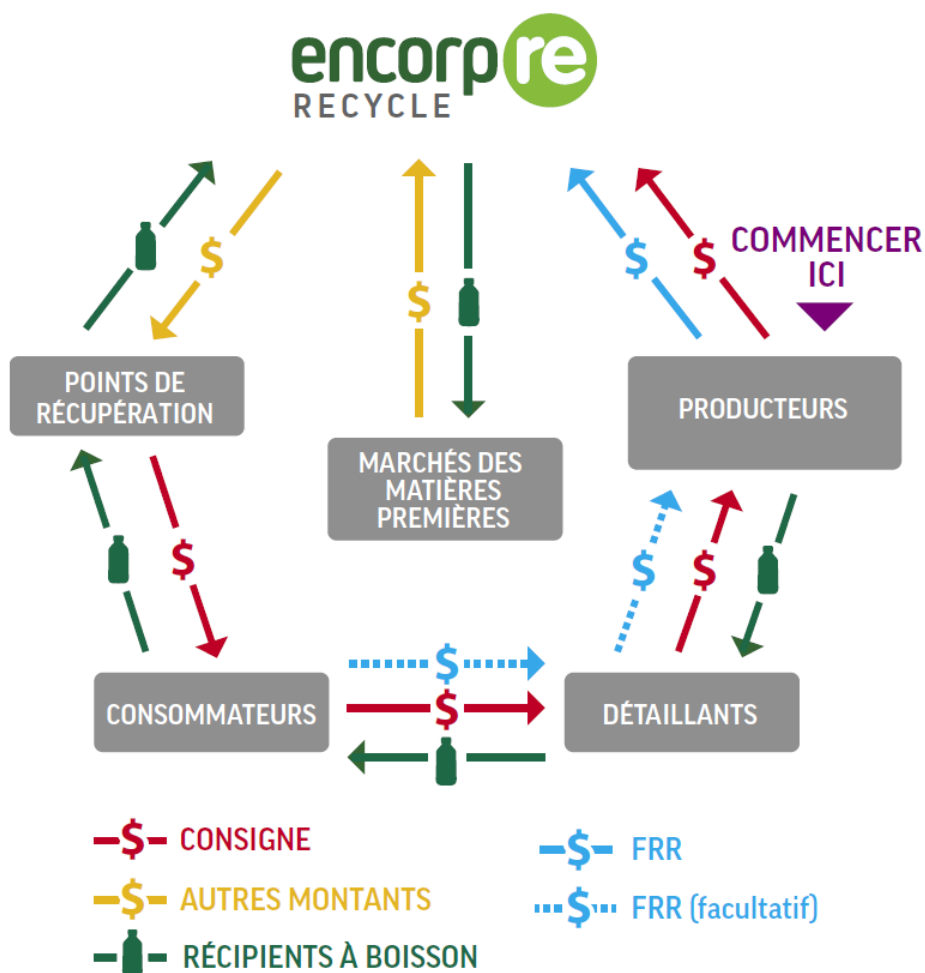 encorp re
RECYCLE
$
$
$
$
$
COMMENCER
ICI
POINTS DE
RÉCUPÉRATION
PRODUCTEURS
MARCHÉS DES
MATIÈRES
PREMIÈRES
$
$
$
$
$
CONSOMMATEURS
DÉTAILLANTS
$ CONSIGNE
$ FRR
$ AUTRES MONTANTS
$ FRR (facultatif)
RÉCIPIENTS À BOISSON